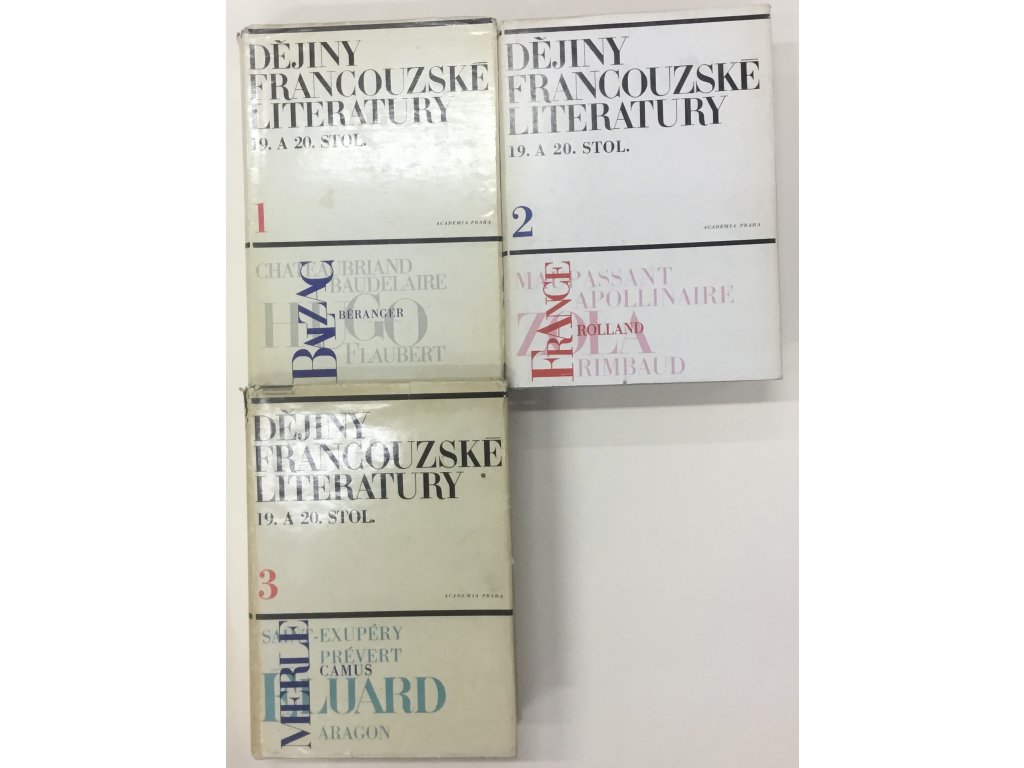 DĚJINY
FRANCOUZSKÉ
LITERATURY
19. A 20. STOL.
1
ACADEMIA PRAHA
CHATEAUBRIAND
BAUDELAIRE
HUGO
BÉRANGER
FLAUBERT
BALZAC
DĚJINY
FRANCOUZSKÉ
LITERATURY
19. A 20. STOL.
2
ACADEMIA PRAHA
MAUPASSANT
APOLLINAIRE
ZOLA
ROLLAND
RIMBAUD
FRANCE
DĚJINY
FRANCOUZSKÉ
LITERATURY
19. A 20. STOL.
3
ACADEMIA PRAHA
SAINT-EXUPÉRY
PRÉVERT
CAMUS
ÉLUARD
ARAGON
MERLE